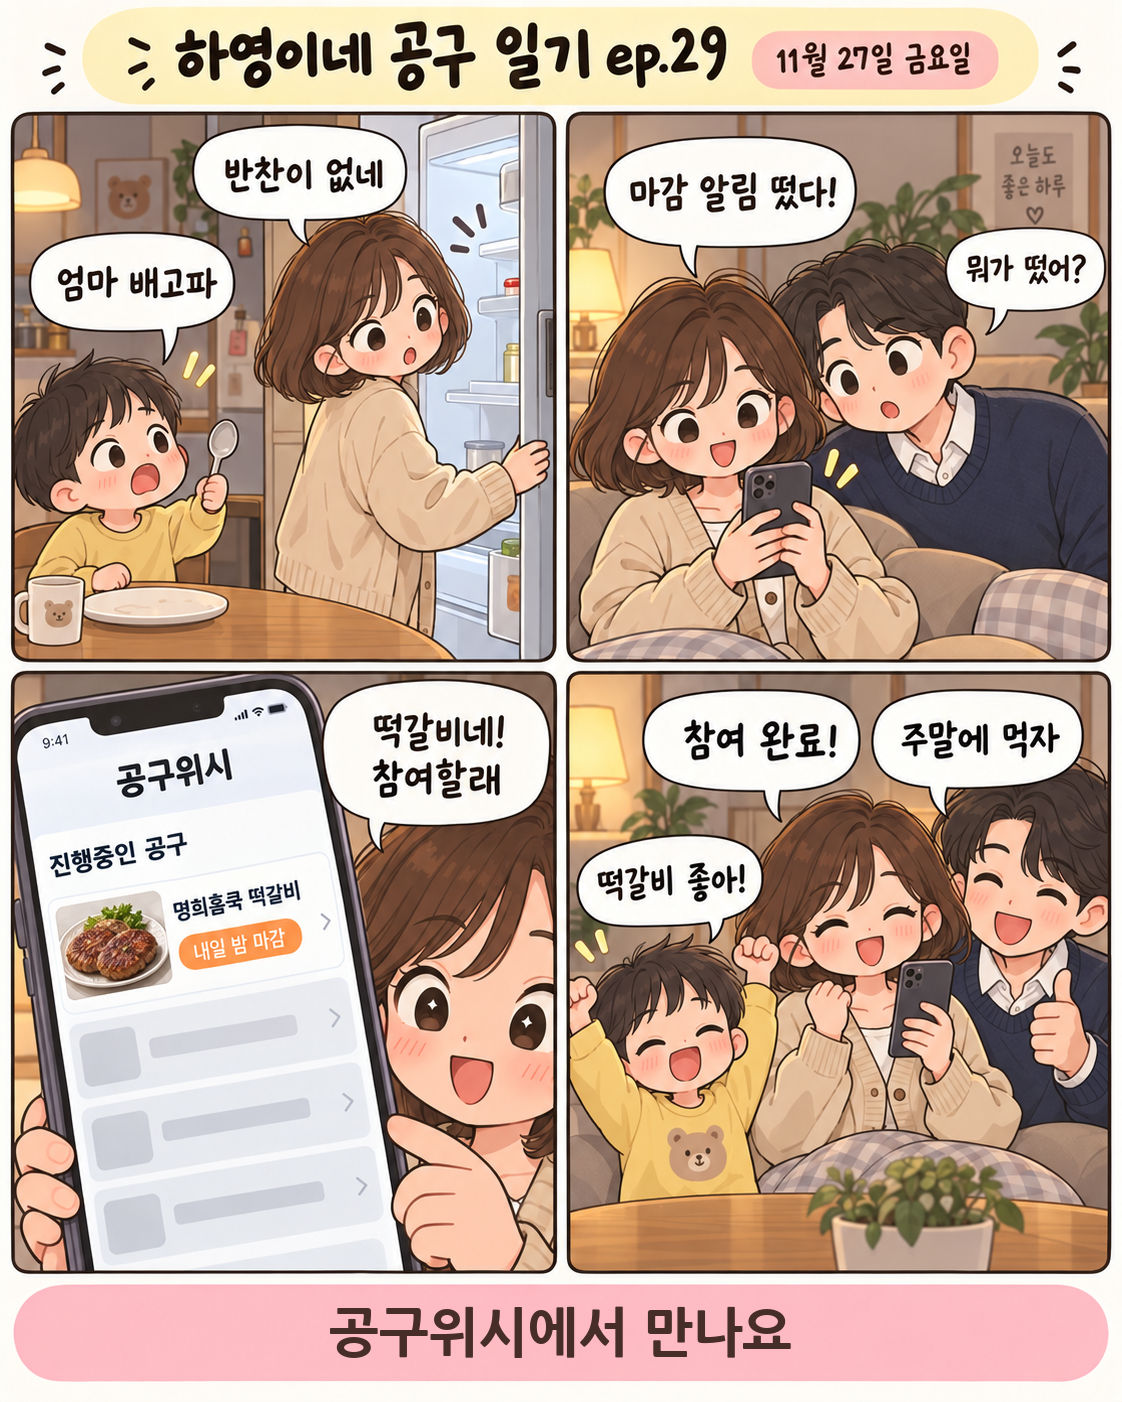 하영이네 공구 일기 ep.29
11월 27일 금요일
반찬이 없네
엄마 배고파
마감 알림 떴다!
뭐가 떴어?
오늘도
좋은 하루
9:41
공구위시
진행중인 공구
명희홈쿡 떡갈비
내일 밤 마감
떡갈비네!
참여할래
참여 완료!
주말에 먹자
떡갈비 좋아!
공구위시에서 만나요